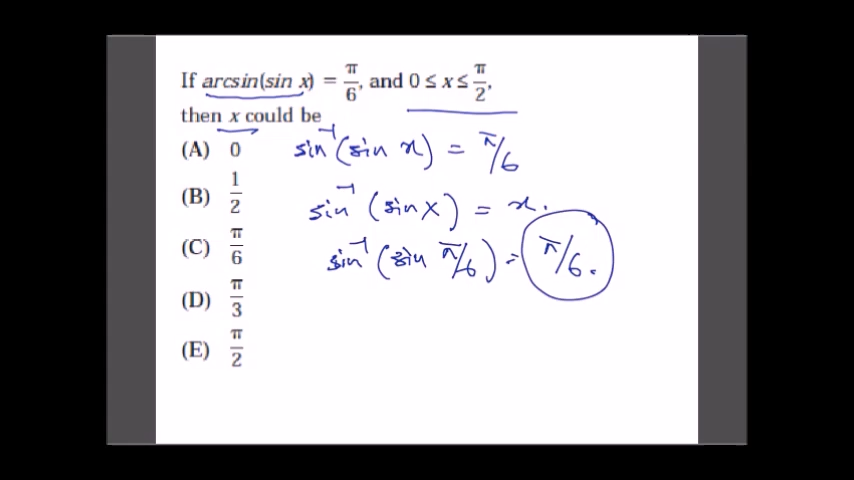 If arcsin(sin x) = π/6, and 0 ≤ x ≤ π/2,
then x could be
(A) 0
(B) 1/2
(C) π/6
(D) π/3
(E) π/2
sin⁻¹(sin x) = π/6
sin⁻¹(sin x) = x.
sin⁻¹(sin π/6) = π/6.